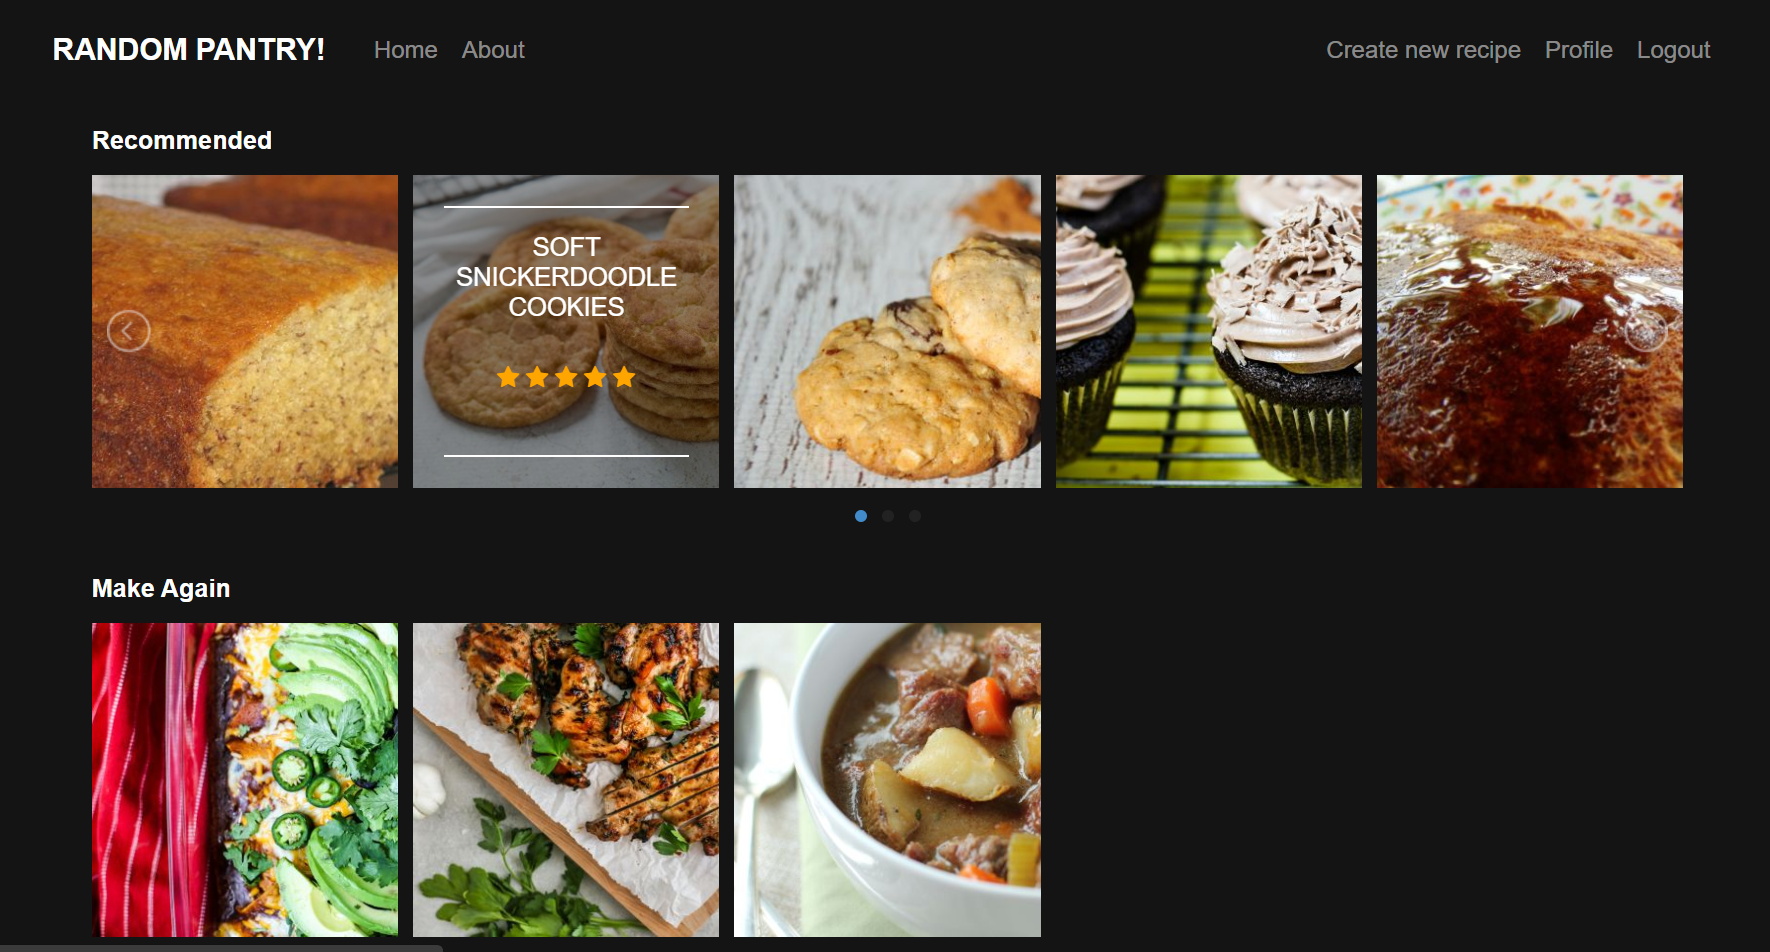 RANDOM PANTRY! Home About Create new recipe Profile Logout
Recommended
SOFT
SNICKERDOODLE
COOKIES
Make Again